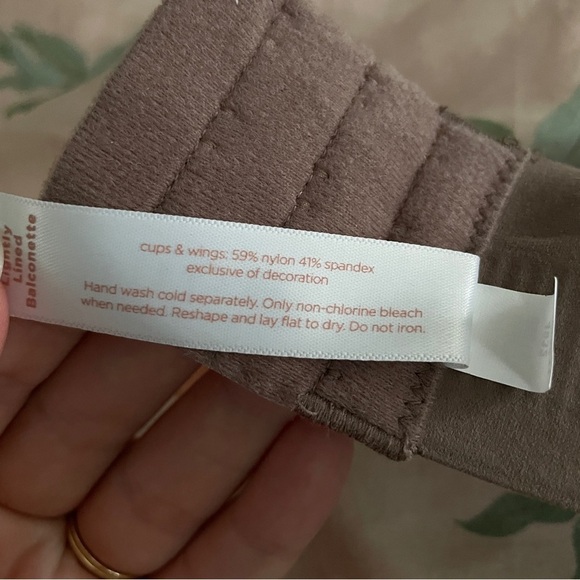 Lined
Balconette
cups & wings: 59% nylon 41% spandex
exclusive of decoration
Hand wash cold separately. Only non-chlorine bleach
when needed. Reshape and lay flat to dry. Do not iron.